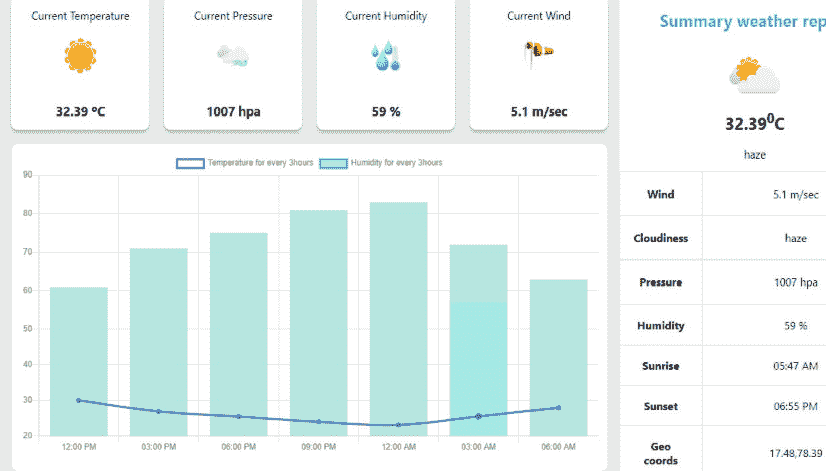 Current Temperature
32.39 ºC
Current Pressure
1007 hpa
Current Humidity
59 %
Current Wind
5.1 m/sec
Temperature for every 3hours
Humidity for every 3hours
90
80
70
60
50
40
30
20
12:00 PM 03:00 PM 06:00 PM 09:00 PM 12:00 AM 03:00 AM 06:00 AM
Summary weather rep
32.39⁰C
haze
Wind 5.1 m/sec
Cloudiness haze
Pressure 1007 hpa
Humidity 59 %
Sunrise 05:47 AM
Sunset 06:55 PM
Geo
coords 17.48,78.39